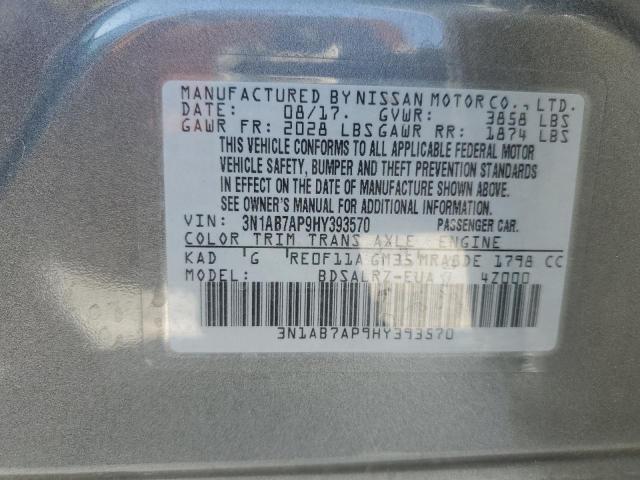 MANUFACTURED BY NISSAN MOTOR CO., LTD.
DATE: 08/17. GVWR: 3858 LBS
GAWR FR: 2028 LBS GAWR RR: 1874 LBS
THIS VEHICLE CONFORMS TO ALL APPLICABLE FEDERAL MOTOR
VEHICLE SAFETY, BUMPER AND THEFT PREVENTION STANDARDS
IN EFFECT ON THE DATE OF MANUFACTURE SHOWN ABOVE.
SEE OWNER'S MANUAL FOR ADDITIONAL INFORMATION.
VIN: 3N1AB7AP9HY393570 PASSENGER CAR.
COLOR TRIM TRANS AXLE ENGINE
KAD G RE0F11A GM35 MRA8DE 1798 CC
MODEL: BDSALRZ-EUA 4Z000
3N1AB7AP9HY393570